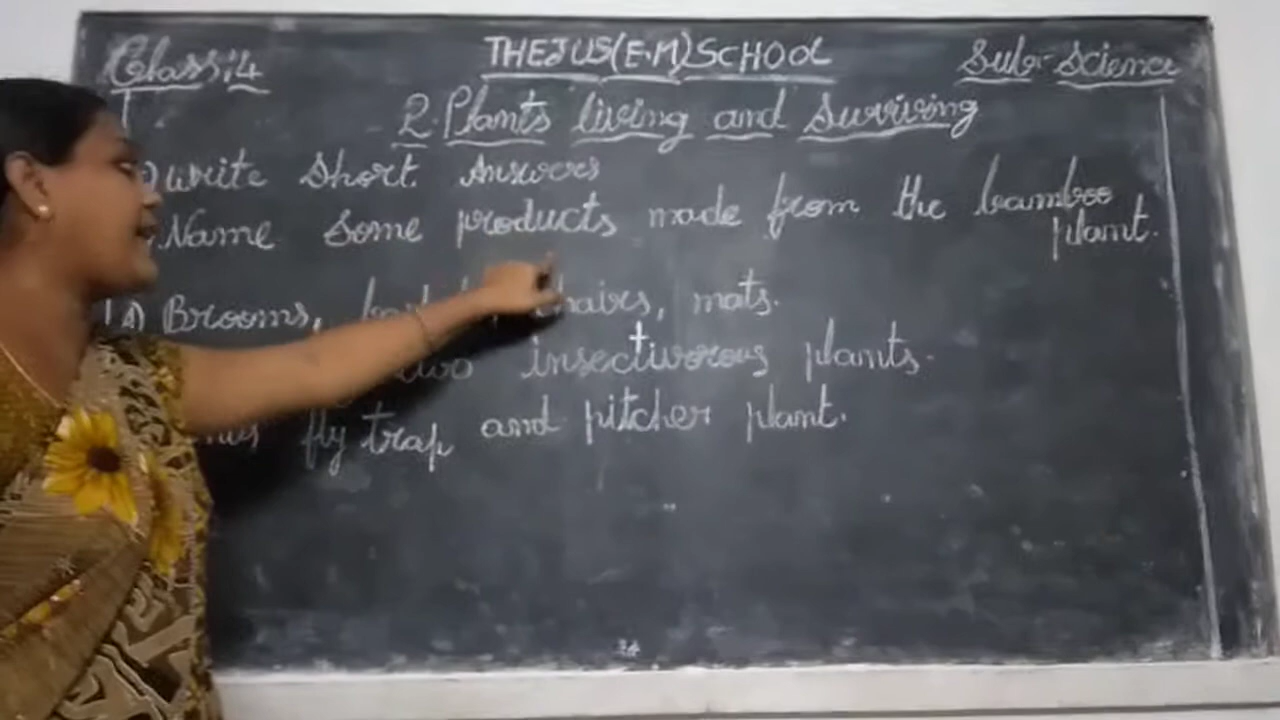 Class:4 THEJUS(E.M) SCHOOL Sub- Science
2. Plants living and Surviving
I) write Short Answers
Name Some products made from the bamboo
plant.
A) Brooms, chairs, mats.
two insectivorous plants.
fly trap and pitcher plant.